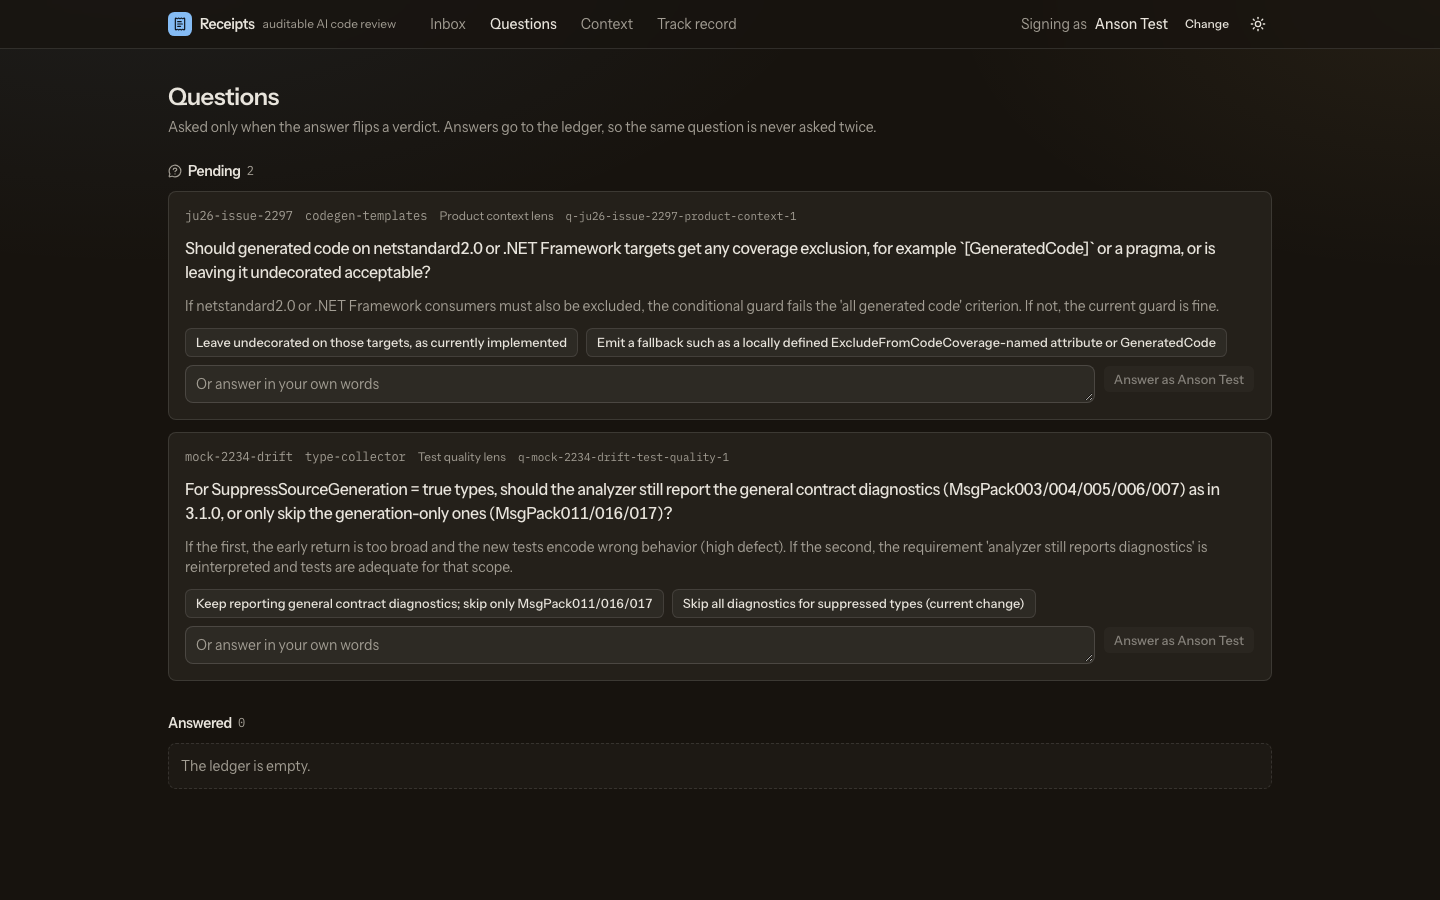 Receipts auditable AI code review Inbox Questions Context Track record Signing as Anson Test Change
Questions
Asked only when the answer flips a verdict. Answers go to the ledger, so the same question is never asked twice.
Pending 2
ju26-issue-2297 codegen-templates Product context lens q-ju26-issue-2297-product-context-1
Should generated code on netstandard2.0 or .NET Framework targets get any coverage exclusion, for example `[GeneratedCode]` or a pragma, or is
leaving it undecorated acceptable?
If netstandard2.0 or .NET Framework consumers must also be excluded, the conditional guard fails the 'all generated code' criterion. If not, the current guard is fine.
Leave undecorated on those targets, as currently implemented Emit a fallback such as a locally defined ExcludeFromCodeCoverage-named attribute or GeneratedCode
Or answer in your own words Answer as Anson Test
mock-2234-drift type-collector Test quality lens q-mock-2234-drift-test-quality-1
For SuppressSourceGeneration = true types, should the analyzer still report the general contract diagnostics (MsgPack003/004/005/006/007) as in
3.1.0, or only skip the generation-only ones (MsgPack011/016/017)?
If the first, the early return is too broad and the new tests encode wrong behavior (high defect). If the second, the requirement 'analyzer still reports diagnostics' is
reinterpreted and tests are adequate for that scope.
Keep reporting general contract diagnostics; skip only MsgPack011/016/017 Skip all diagnostics for suppressed types (current change)
Or answer in your own words Answer as Anson Test
Answered 0
The ledger is empty.